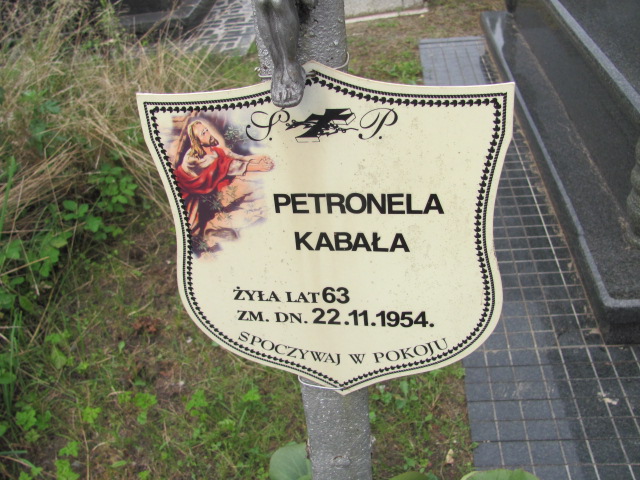 S. P.
PETRONELA
KABAŁA
ŻYŁA LAT 63
ZM. DN. 22.11.1954.
SPOCZYWAJ W POKOJU